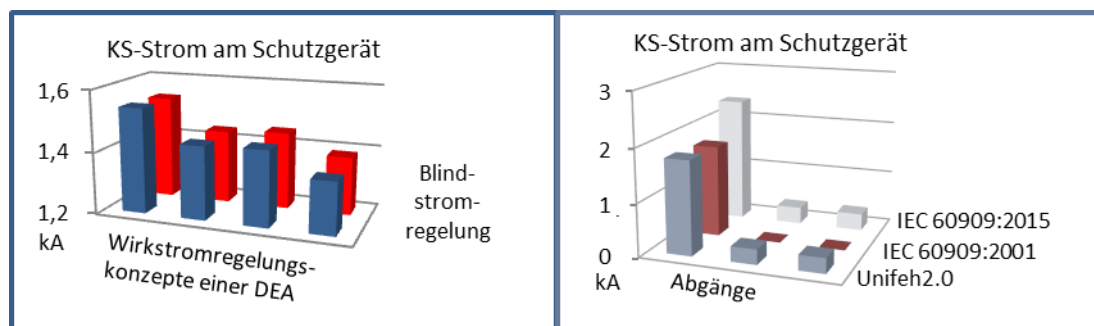 KS-Strom am Schutzgerät
1,6
1,4
1,2
kA
Wirkstromregelungs-
konzepte einer DEA
Blind-
strom-
regelung
KS-Strom am Schutzgerät
3
2
1
0
kA
Abgänge
IEC 60909:2015
IEC 60909:2001
Unifeh2.0